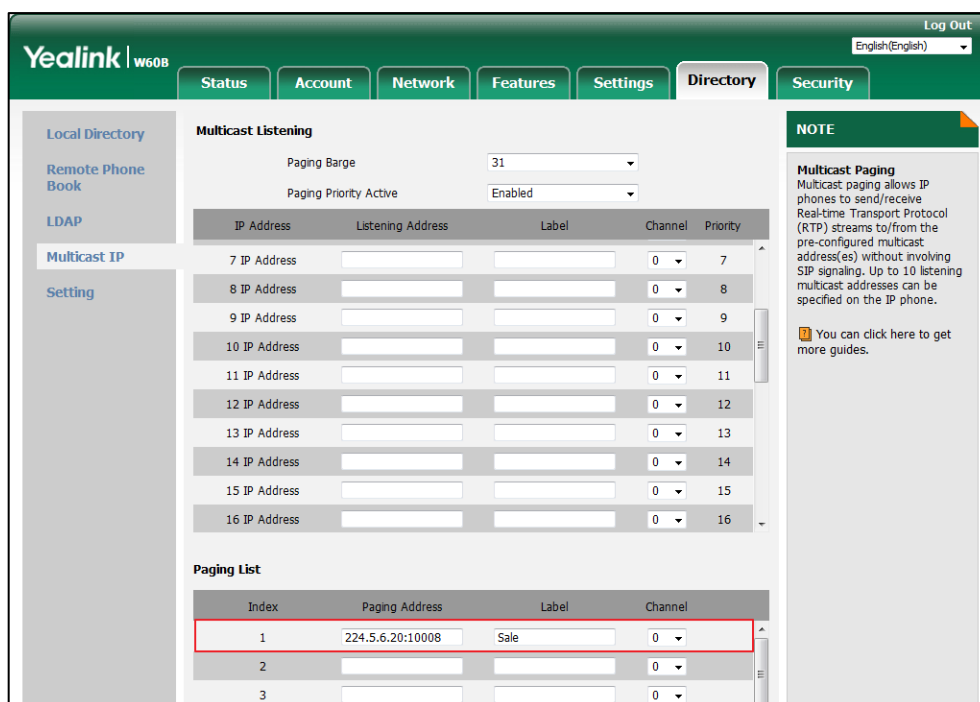 Log Out
Yealink W60B
English(English)
Status Account Network Features Settings Directory Security
Local Directory
Remote Phone
Book
LDAP
Multicast IP
Setting
Multicast Listening
Paging Barge 31
Paging Priority Active Enabled
IP Address Listening Address Label Channel Priority
7 IP Address 0 7
8 IP Address 0 8
9 IP Address 0 9
10 IP Address 0 10
11 IP Address 0 11
12 IP Address 0 12
13 IP Address 0 13
14 IP Address 0 14
15 IP Address 0 15
16 IP Address 0 16
Paging List
Index Paging Address Label Channel
1 224.5.6.20:10008 Sale 0
2 0
3 0
NOTE
Multicast Paging
Multicast paging allows IP
phones to send/receive
Real-time Transport Protocol
(RTP) streams to/from the
pre-configured multicast
address(es) without involving
SIP signaling. Up to 10 listening
multicast addresses can be
specified on the IP phone.
You can click here to get
more guides.